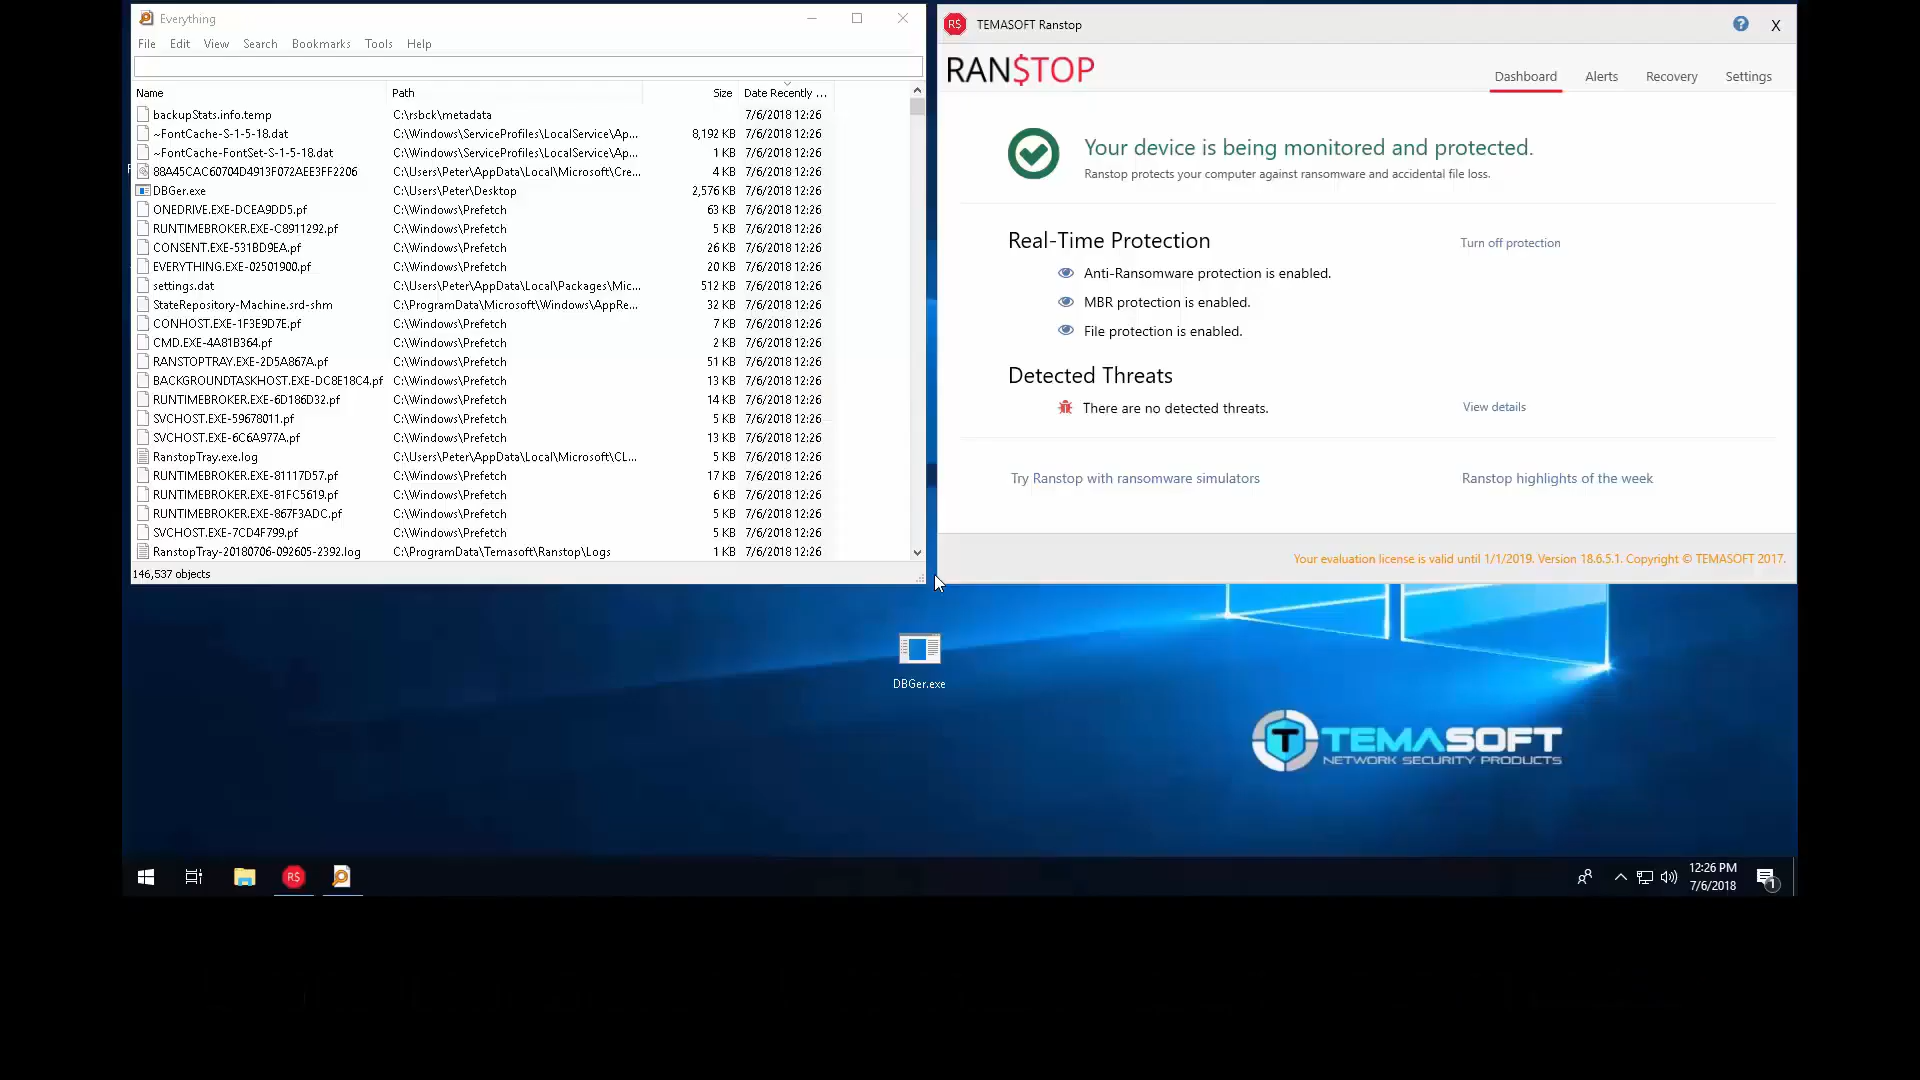 Everything
File Edit View Search Bookmarks Tools Help
Name Path Size Date Recently ...
backupStats.info.temp C:\rsbck\metadata 7/6/2018 12:26
~FontCache-S-1-5-18.dat C:\Windows\ServiceProfiles\LocalService\Ap... 8,192 KB 7/6/2018 12:26
~FontCache-FontSet-S-1-5-18.dat C:\Windows\ServiceProfiles\LocalService\Ap... 1 KB 7/6/2018 12:26
88A45CAC60704D4913F072AEE3FF2206 C:\Users\Peter\AppData\Local\Microsoft\Cre... 4 KB 7/6/2018 12:26
DBGer.exe C:\Users\Peter\Desktop 2,576 KB 7/6/2018 12:26
ONEDRIVE.EXE-DCEA9DD5.pf C:\Windows\Prefetch 63 KB 7/6/2018 12:26
RUNTIMEBROKER.EXE-C8911292.pf C:\Windows\Prefetch 5 KB 7/6/2018 12:26
CONSENT.EXE-531BD9EA.pf C:\Windows\Prefetch 26 KB 7/6/2018 12:26
EVERYTHING.EXE-02501900.pf C:\Windows\Prefetch 20 KB 7/6/2018 12:26
settings.dat C:\Users\Peter\AppData\Local\Packages\Mic... 512 KB 7/6/2018 12:26
StateRepository-Machine.srd-shm C:\ProgramData\Microsoft\Windows\AppRe... 32 KB 7/6/2018 12:26
CONHOST.EXE-1F3E9D7E.pf C:\Windows\Prefetch 7 KB 7/6/2018 12:26
CMD.EXE-4A81B364.pf C:\Windows\Prefetch 2 KB 7/6/2018 12:26
RANSTOPTRAY.EXE-2D5A867A.pf C:\Windows\Prefetch 51 KB 7/6/2018 12:26
BACKGROUNDTASKHOST.EXE-DC8E18C4.pf C:\Windows\Prefetch 13 KB 7/6/2018 12:26
RUNTIMEBROKER.EXE-6D186D32.pf C:\Windows\Prefetch 14 KB 7/6/2018 12:26
SVCHOST.EXE-59678011.pf C:\Windows\Prefetch 5 KB 7/6/2018 12:26
SVCHOST.EXE-6C6A977A.pf C:\Windows\Prefetch 13 KB 7/6/2018 12:26
RanstopTray.exe.log C:\Users\Peter\AppData\Local\Microsoft\CL... 5 KB 7/6/2018 12:26
RUNTIMEBROKER.EXE-81117D57.pf C:\Windows\Prefetch 17 KB 7/6/2018 12:26
RUNTIMEBROKER.EXE-81FC5619.pf C:\Windows\Prefetch 6 KB 7/6/2018 12:26
RUNTIMEBROKER.EXE-867F3ADC.pf C:\Windows\Prefetch 5 KB 7/6/2018 12:26
SVCHOST.EXE-7CD4F799.pf C:\Windows\Prefetch 5 KB 7/6/2018 12:26
RanstopTray-20180706-092605-2392.log C:\ProgramData\Temasoft\Ranstop\Logs 1 KB 7/6/2018 12:26
146,537 objects
R$ TEMASOFT Ranstop ? X
RAN$TOP
Dashboard Alerts Recovery Settings
Your device is being monitored and protected.
Ranstop protects your computer against ransomware and accidental file loss.
Real-Time Protection Turn off protection
Anti-Ransomware protection is enabled.
MBR protection is enabled.
File protection is enabled.
Detected Threats
There are no detected threats. View details
Try Ranstop with ransomware simulators Ranstop highlights of the week
Your evaluation license is valid until 1/1/2019. Version 18.6.5.1. Copyright © TEMASOFT 2017.
DBGer.exe
T TEMASOFT
NETWORK SECURITY PRODUCTS
R$
12:26 PM
7/6/2018
1